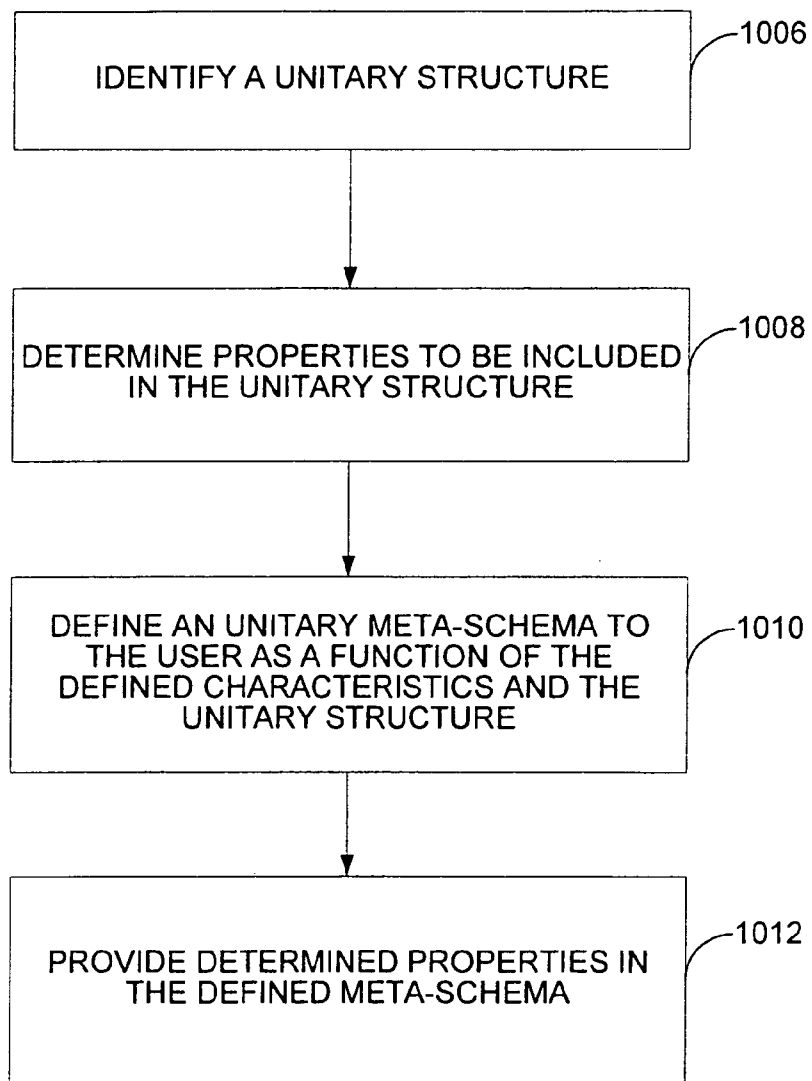 1006
IDENTIFY A UNITARY STRUCTURE
1008
DETERMINE PROPERTIES TO BE INCLUDED
IN THE UNITARY STRUCTURE
1010
DEFINE AN UNITARY META-SCHEMA TO
THE USER AS A FUNCTION OF THE
DEFINED CHARACTERISTICS AND THE
UNITARY STRUCTURE
1012
PROVIDE DETERMINED PROPERTIES IN
THE DEFINED META-SCHEMA